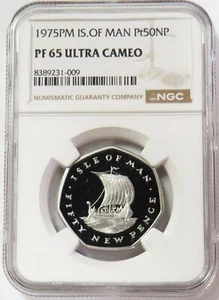 1975PM IS.OF MAN Pt50NP
PF 65 ULTRA CAMEO
8389231-009
NUMISMATIC GUARANTY COMPANY
NGC
ISLE OF MAN
FIFTY NEW PENCE